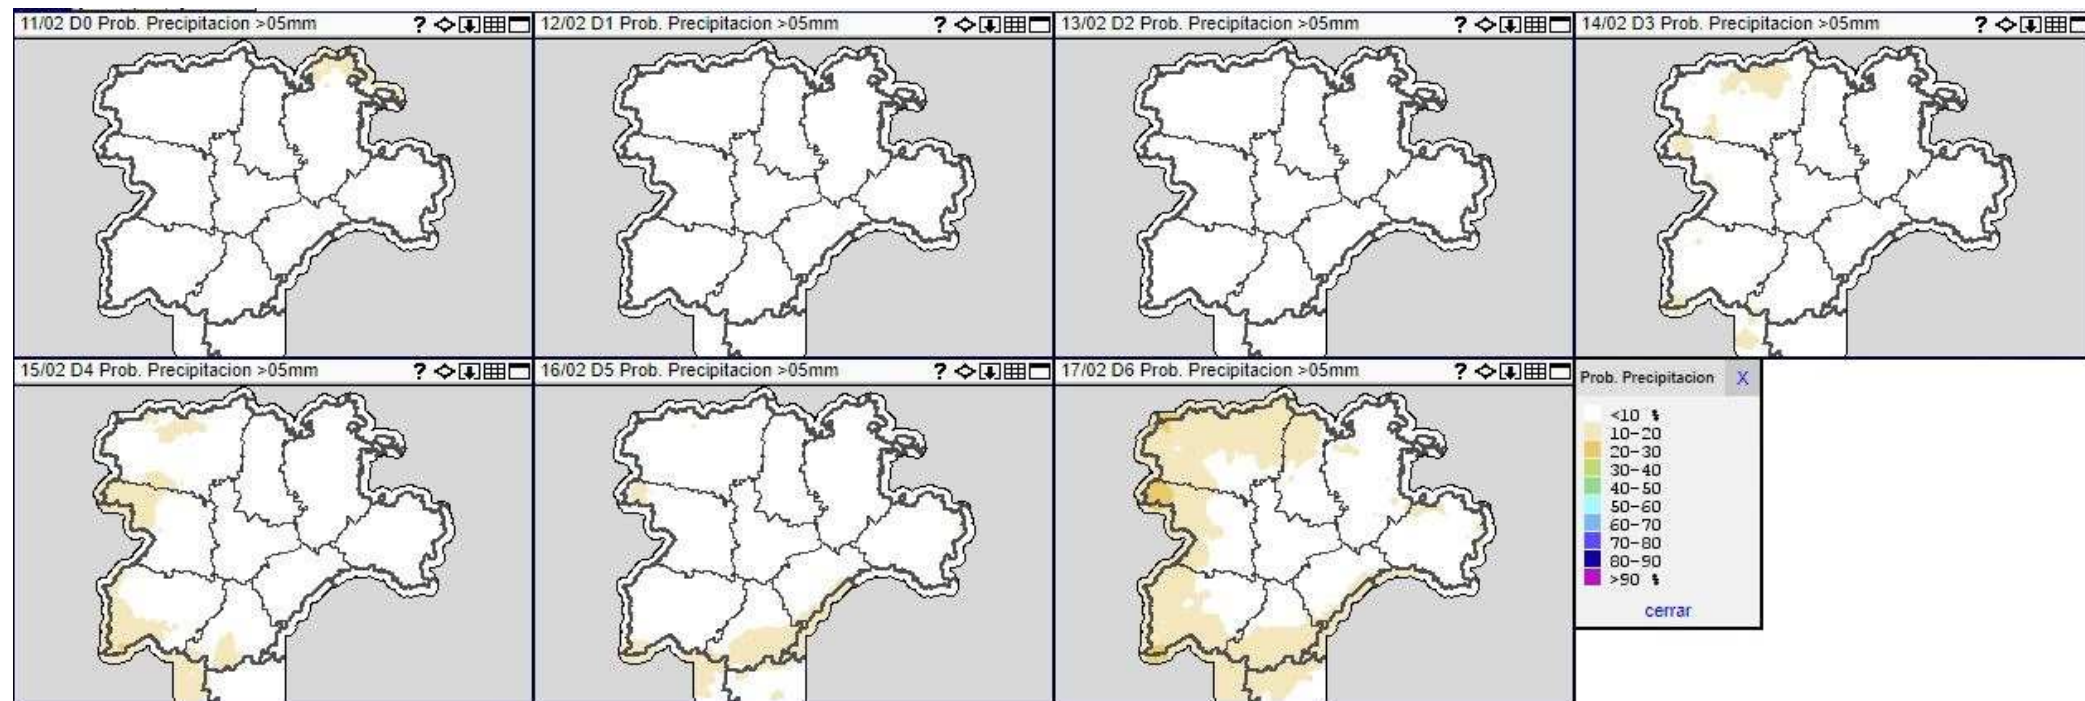 11/02 D0 Prob. Precipitacion >05mm ?
12/02 D1 Prob. Precipitacion >05mm ?
13/02 D2 Prob. Precipitacion >05mm ?
14/02 D3 Prob. Precipitacion >05mm ?
15/02 D4 Prob. Precipitacion >05mm ?
16/02 D5 Prob. Precipitacion >05mm ?
17/02 D6 Prob. Precipitacion >05mm ?
Prob. Precipitacion X
<10 %
10-20
20-30
30-40
40-50
50-60
60-70
70-80
80-90
>90 %
cerrar